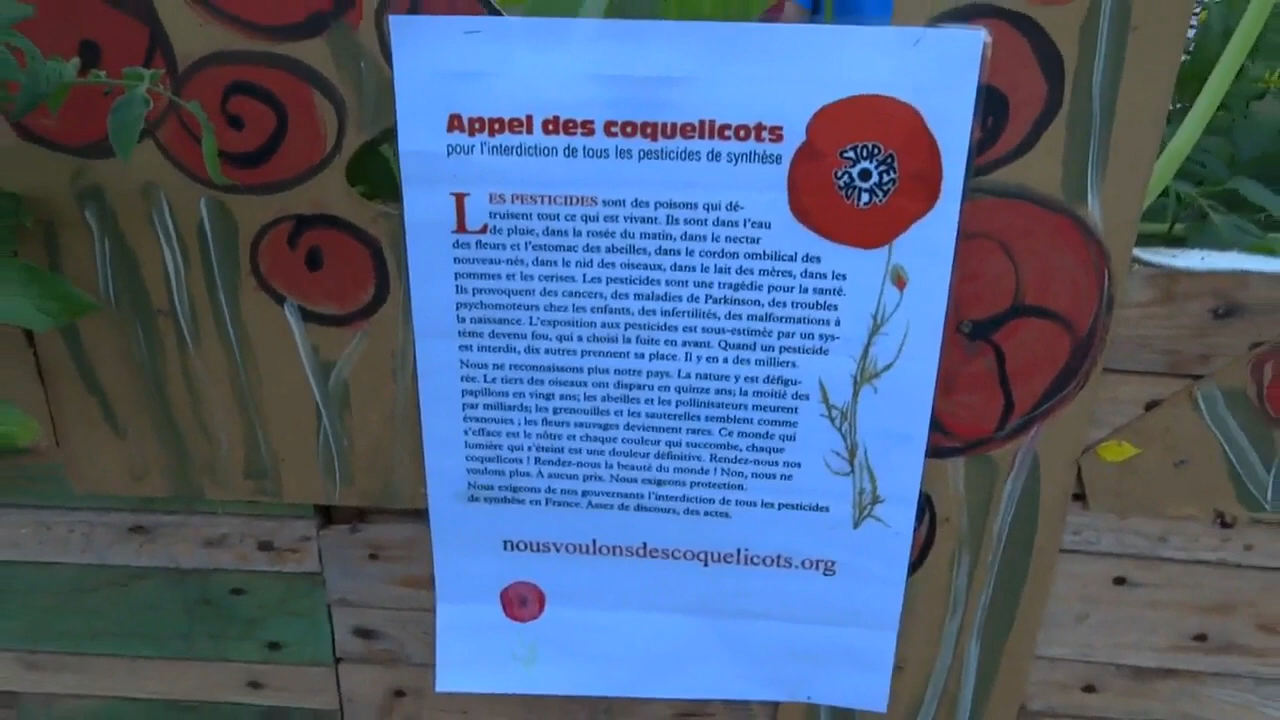 Appel des coquelicots
pour l'interdiction de tous les pesticides de synthèse
STOP-PESTICIDES
LES PESTICIDES sont des poisons qui dé-
truisent tout ce qui est vivant. Ils sont dans l'eau
de pluie, dans la rosée du matin, dans le nectar
des fleurs et l'estomac des abeilles, dans le cordon ombilical des
nouveau-nés, dans le nid des oiseaux, dans le lait des mères, dans les
pommes et les cerises. Les pesticides sont une tragédie pour la santé.
Ils provoquent des cancers, des maladies de Parkinson, des troubles
psychomoteurs chez les enfants, des infertilités, des malformations à
la naissance. L'exposition aux pesticides est sous-estimée par un sys-
tème devenu fou, qui a choisi la fuite en avant. Quand un pesticide
est interdit, dix autres prennent sa place. Il y en a des milliers.
Nous ne reconnaissons plus notre pays. La nature y est défigu-
rée. Le tiers des oiseaux ont disparu en quinze ans; la moitié des
papillons en vingt ans; les abeilles et les pollinisateurs meurent
par milliards; les grenouilles et les sauterelles semblent comme
évanouies ; les fleurs sauvages deviennent rares. Ce monde qui
s'efface est le nôtre et chaque couleur qui succombe, chaque
lumière qui s'éteint est une douleur définitive. Rendez-nous nos
coquelicots ! Rendez-nous la beauté du monde ! Non, nous ne
voulons plus. À aucun prix. Nous exigeons protection.
Nous exigeons de nos gouvernants l'interdiction de tous les pesticides
de synthèse en France. Assez de discours, des actes.
nousvoulonsdescoquelicots.org